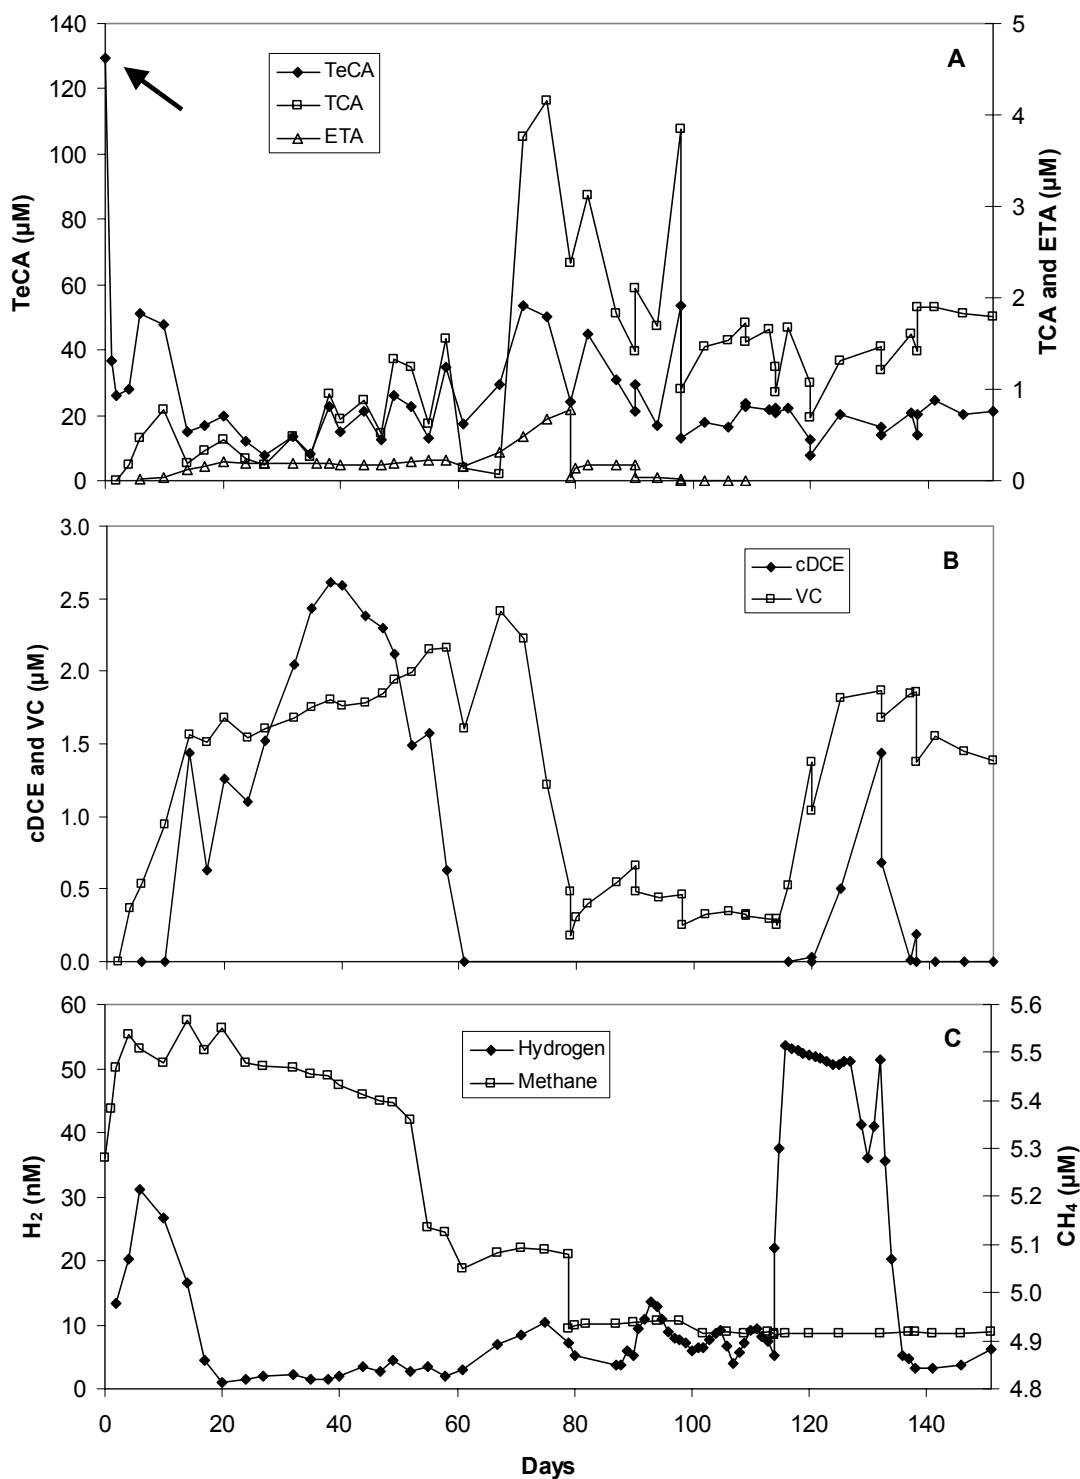 140
120
100
80
60
40
20
0
TeCA (µM)
TeCA
TCA
ETA
A
5
4
3
2
1
0
TCA and ETA (µM)
3.0
2.5
2.0
1.5
1.0
0.5
0.0
cDCE and VC (µM)
cDCE
VC
B
60
50
40
30
20
10
0
H₂ (nM)
Hydrogen
Methane
C
5.6
5.5
5.4
5.3
5.2
5.1
5.0
4.9
4.8
CH₄ (µM)
0 20 40 60 80 100 120 140
Days